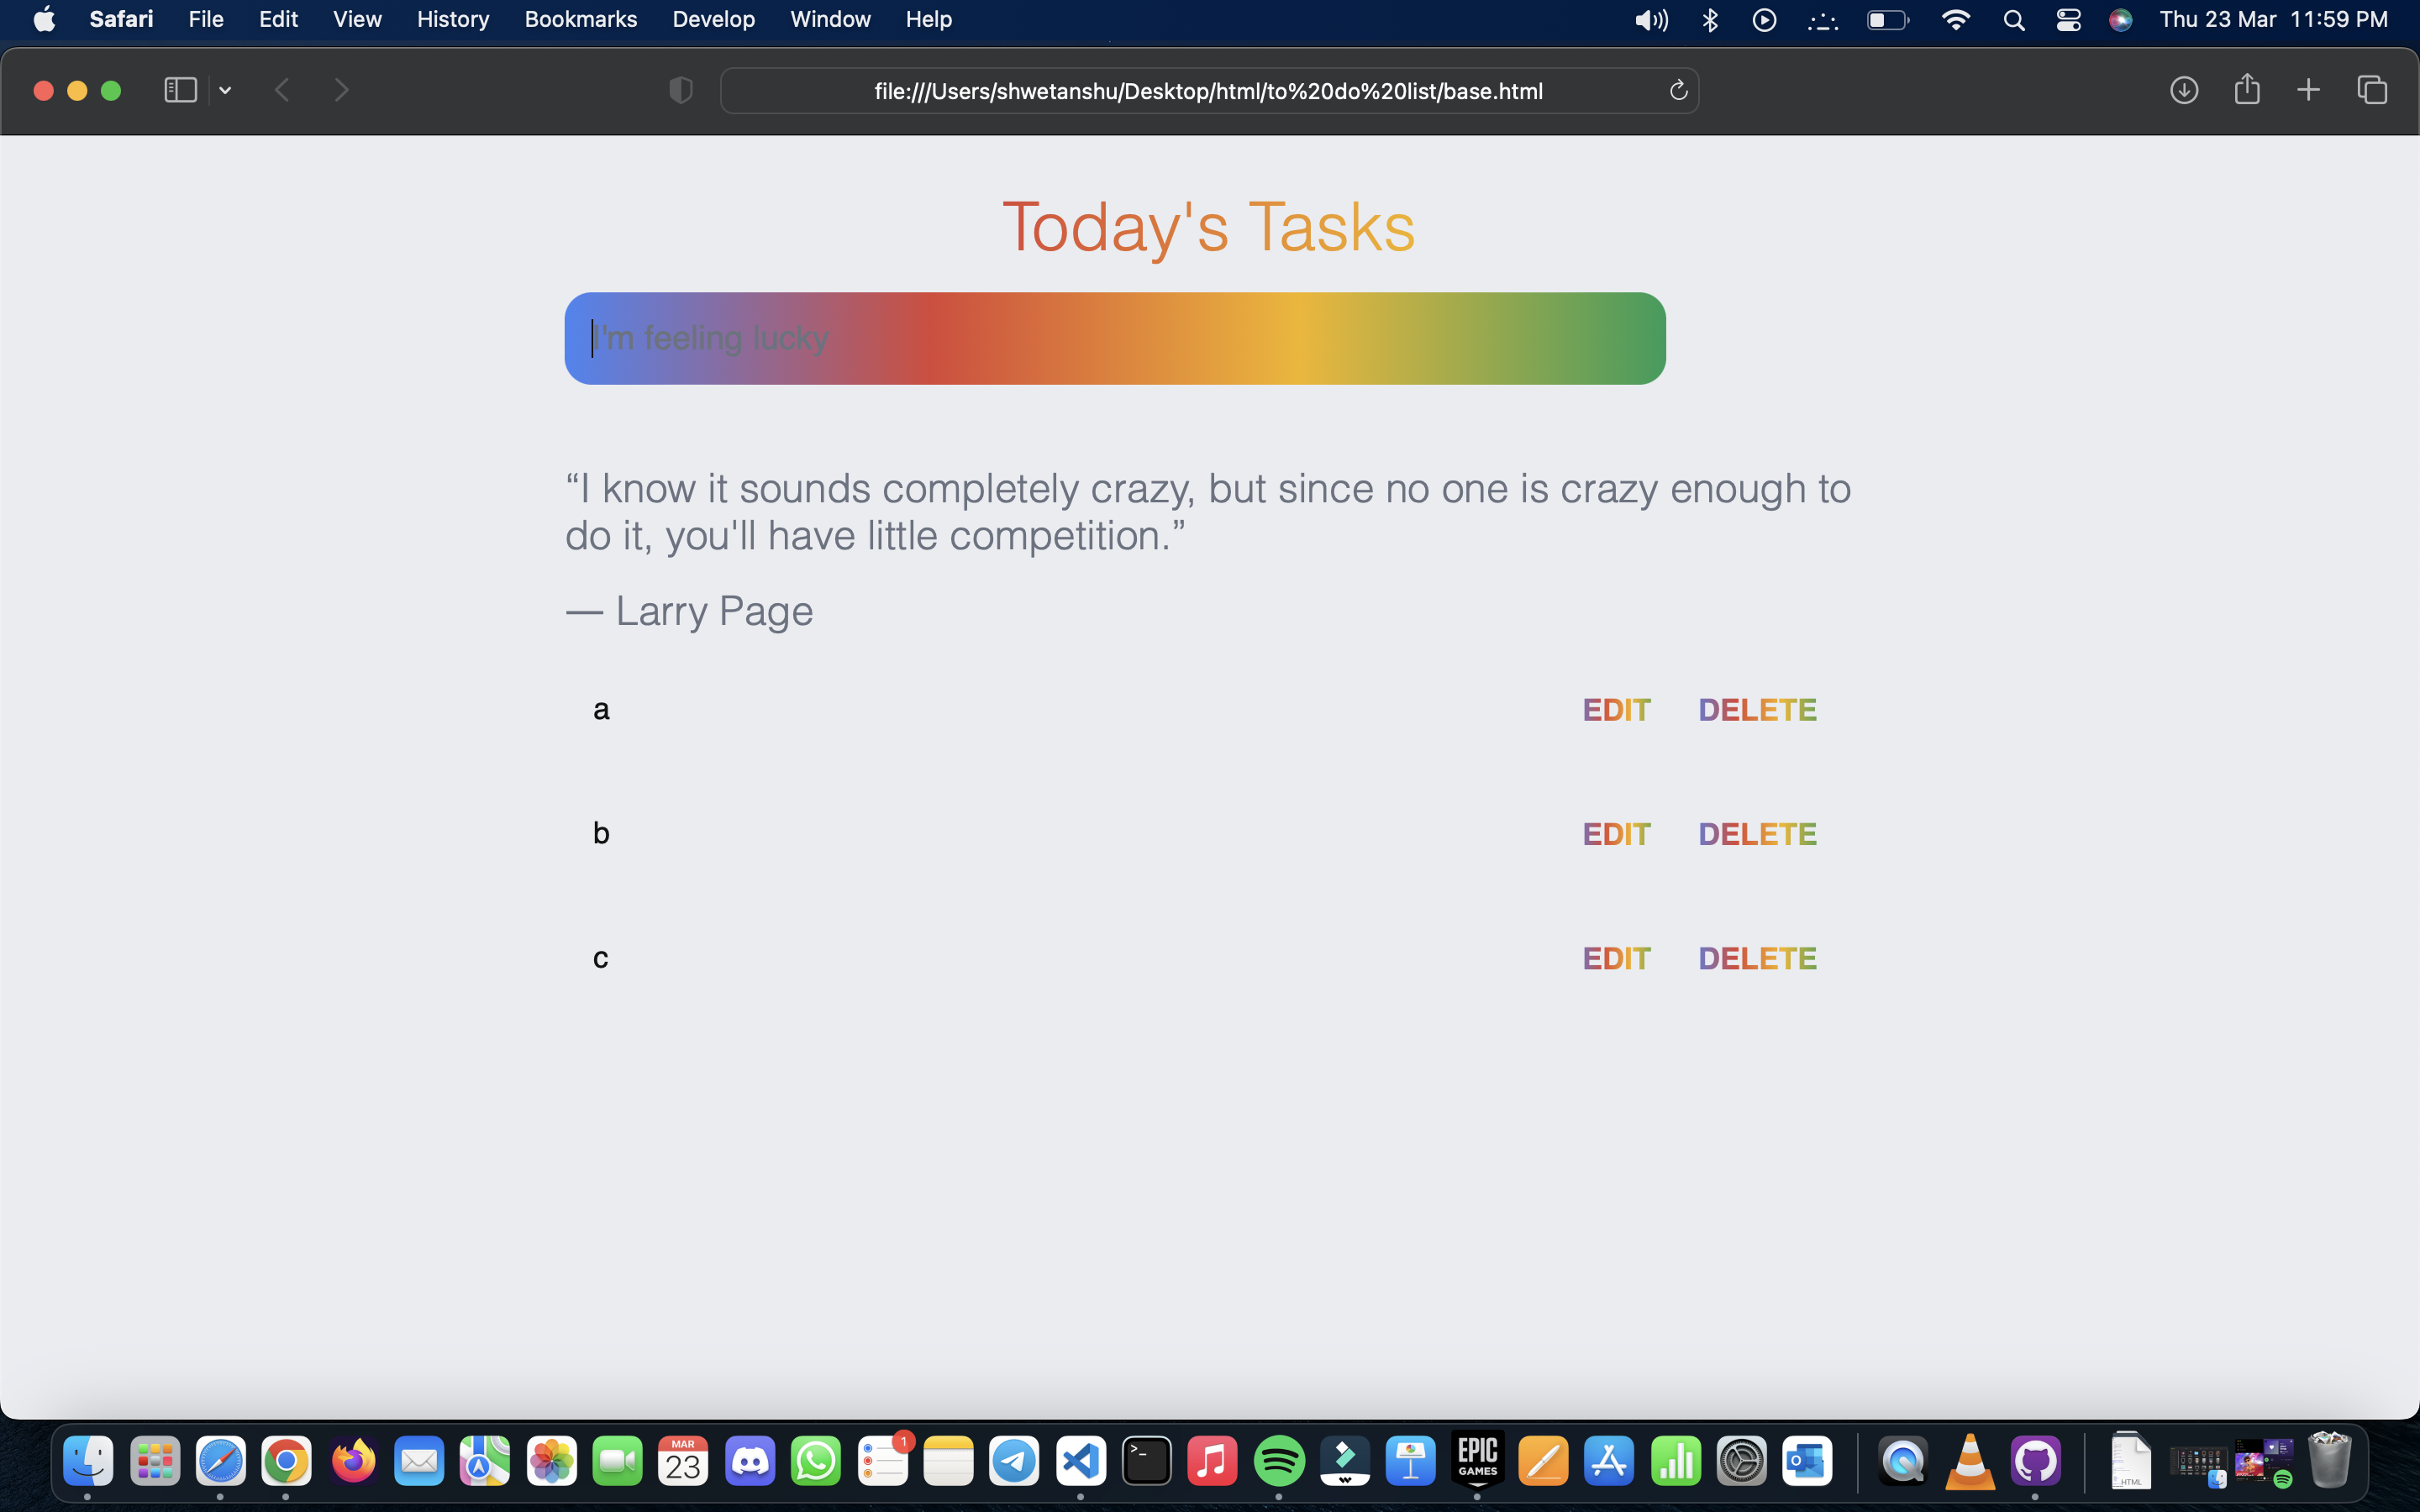 Safari File Edit View History Bookmarks Develop Window Help Thu 23 Mar 11:59 PM
file:///Users/shwetanshu/Desktop/html/to%20do%20list/base.html
Today's Tasks
I'm feeling lucky
“I know it sounds completely crazy, but since no one is crazy enough to
do it, you'll have little competition.”
— Larry Page
a EDIT DELETE
b EDIT DELETE
c EDIT DELETE
MAR
23
1
EPIC
GAMES
HTML